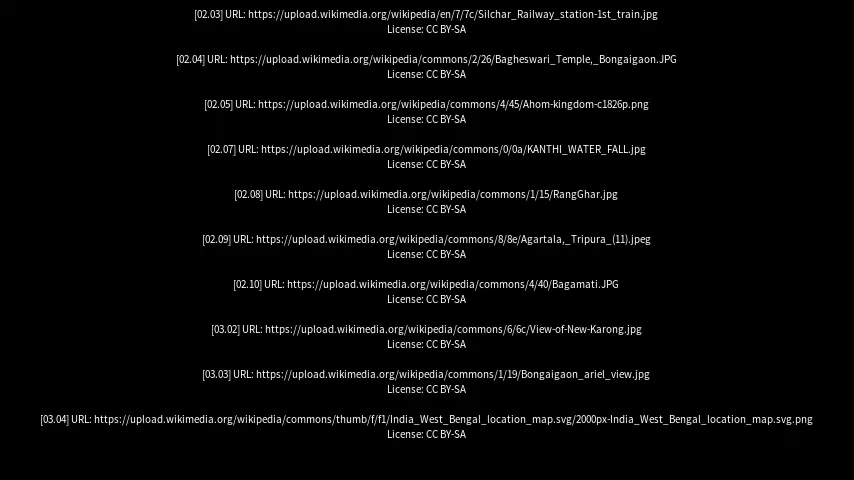 [02.03] URL: https://upload.wikimedia.org/wikipedia/en/7/7c/Silchar_Railway_station-1st_train.jpg
License: CC BY-SA
[02.04] URL: https://upload.wikimedia.org/wikipedia/commons/2/26/Bagheswari_Temple,_Bongaigaon.JPG
License: CC BY-SA
[02.05] URL: https://upload.wikimedia.org/wikipedia/commons/4/45/Ahom-kingdom-c1826p.png
License: CC BY-SA
[02.07] URL: https://upload.wikimedia.org/wikipedia/commons/0/0a/KANTHI_WATER_FALL.jpg
License: CC BY-SA
[02.08] URL: https://upload.wikimedia.org/wikipedia/commons/1/15/RangGhar.jpg
License: CC BY-SA
[02.09] URL: https://upload.wikimedia.org/wikipedia/commons/8/8e/Agartala,_Tripura_(11).jpeg
License: CC BY-SA
[02.10] URL: https://upload.wikimedia.org/wikipedia/commons/4/40/Bagamati.JPG
License: CC BY-SA
[03.02] URL: https://upload.wikimedia.org/wikipedia/commons/6/6c/View-of-New-Karong.jpg
License: CC BY-SA
[03.03] URL: https://upload.wikimedia.org/wikipedia/commons/1/19/Bongaigaon_ariel_view.jpg
License: CC BY-SA
[03.04] URL: https://upload.wikimedia.org/wikipedia/commons/thumb/f/f1/India_West_Bengal_location_map.svg/2000px-India_West_Bengal_location_map.svg.png
License: CC BY-SA